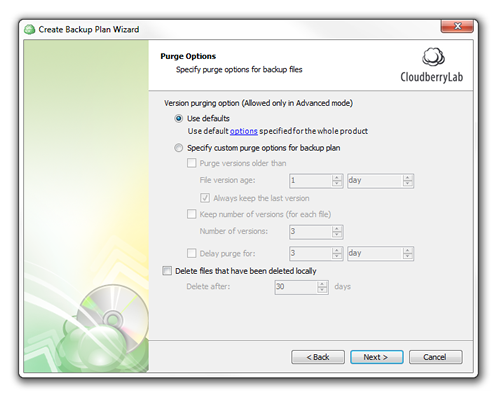 Create Backup Plan Wizard
Purge Options
Specify purge options for backup files
CloudberryLab
Version purging option (Allowed only in Advanced mode)
Use defaults
Use default options specified for the whole product
Specify custom purge options for backup plan
Purge versions older than
File version age: 1 day
Always keep the last version
Keep number of versions (for each file)
Number of versions: 3
Delay purge for: 3 day
Delete files that have been deleted locally
Delete after: 30 days
< Back Next > Cancel